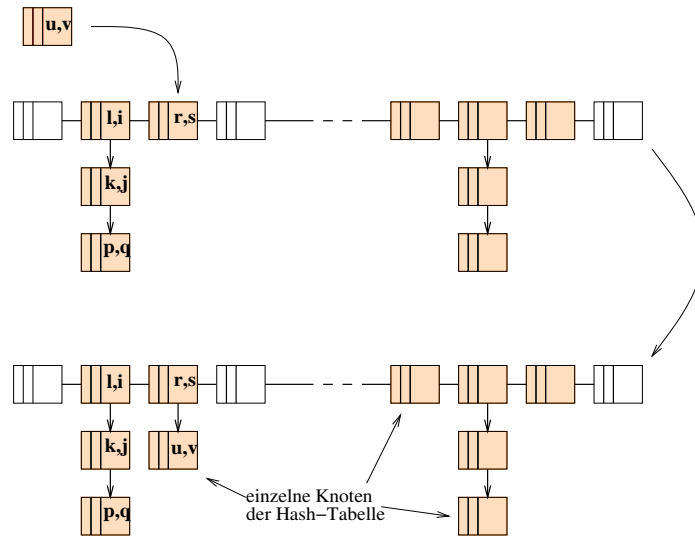 u,v
l,i
r,s
k,j
p,q
l,i
r,s
k,j
u,v
p,q
einzelne Knoten
der Hash–Tabelle